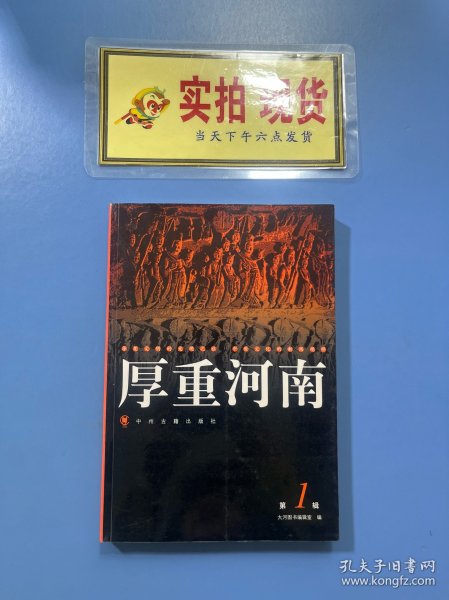 实拍 现货
当天下午六点发货
厚重河南
中州古籍出版社
第1辑
大河图书编辑室 编
孔夫子旧书网
www.kongfz.com